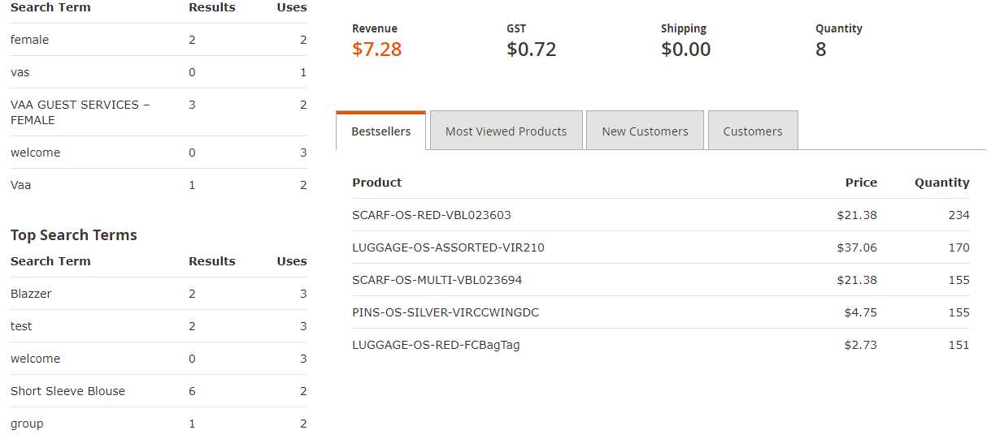 Search Term Results Uses
female 2 2
vas 0 1
VAA GUEST SERVICES – 3 2
FEMALE
welcome 0 3
Vaa 1 2
Top Search Terms
Search Term Results Uses
Blazzer 2 3
test 2 3
welcome 0 3
Short Sleeve Blouse 6 2
group 1 2
Revenue GST Shipping Quantity
$7.28 $0.72 $0.00 8
Bestsellers Most Viewed Products New Customers Customers
Product Price Quantity
SCARF-OS-RED-VBL023603 $21.38 234
LUGGAGE-OS-ASSORTED-VIR210 $37.06 170
SCARF-OS-MULTI-VBL023694 $21.38 155
PINS-OS-SILVER-VIRCCWINGDC $4.75 155
LUGGAGE-OS-RED-FCBagTag $2.73 151